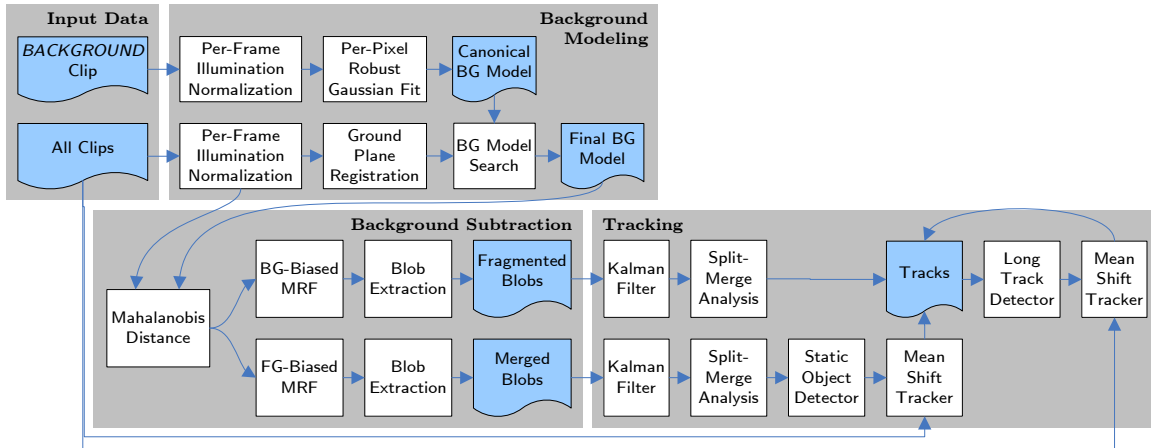 Input Data
BACKGROUND
Clip
All Clips
Background
Modeling
Per-Frame
Illumination
Normalization
Per-Pixel
Robust
Gaussian Fit
Canonical
BG Model
Per-Frame
Illumination
Normalization
Ground
Plane
Registration
BG Model
Search
Final BG
Model
Background Subtraction
Mahalanobis
Distance
BG-Biased
MRF
Blob
Extraction
Fragmented
Blobs
FG-Biased
MRF
Blob
Extraction
Merged
Blobs
Tracking
Kalman
Filter
Split-
Merge
Analysis
Tracks
Long
Track
Detector
Mean
Shift
Tracker
Kalman
Filter
Split-
Merge
Analysis
Static
Object
Detector
Mean
Shift
Tracker